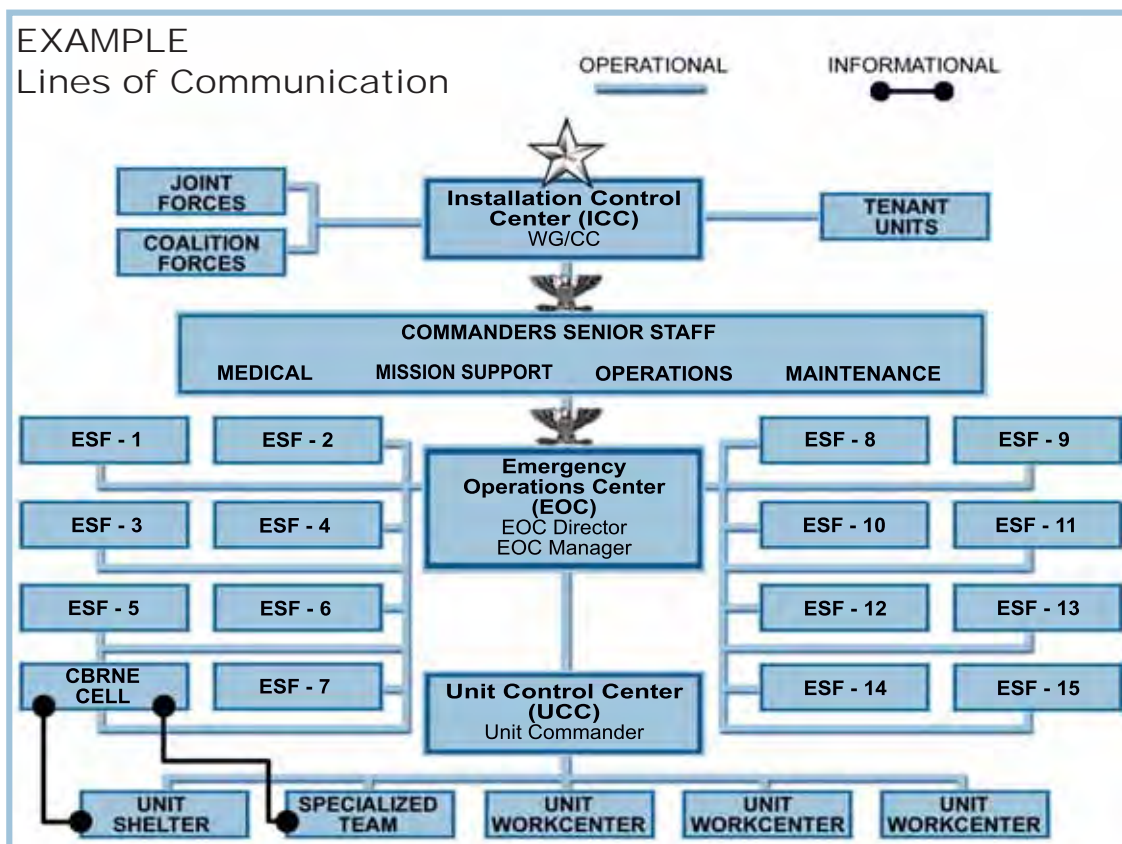 EXAMPLE
Lines of Communication
OPERATIONAL
INFORMATIONAL
JOINT
FORCES
COALITION
FORCES
Installation Control
Center (ICC)
WG/CC
TENANT
UNITS
COMMANDERS SENIOR STAFF
MEDICAL MISSION SUPPORT OPERATIONS MAINTENANCE
ESF - 1
ESF - 2
ESF - 3
ESF - 4
ESF - 5
ESF - 6
CBRNE
CELL
ESF - 7
Emergency
Operations Center
(EOC)
EOC Director
EOC Manager
ESF - 8
ESF - 9
ESF - 10
ESF - 11
ESF - 12
ESF - 13
ESF - 14
ESF - 15
Unit Control Center
(UCC)
Unit Commander
UNIT
SHELTER
SPECIALIZED
TEAM
UNIT
WORKCENTER
UNIT
WORKCENTER
UNIT
WORKCENTER